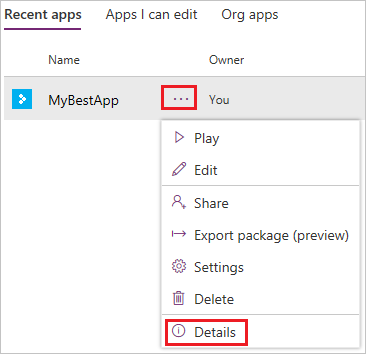 Recent apps Apps I can edit Org apps
Name Owner
MyBestApp ... You
Play
Edit
Share
Export package (preview)
Settings
Delete
Details